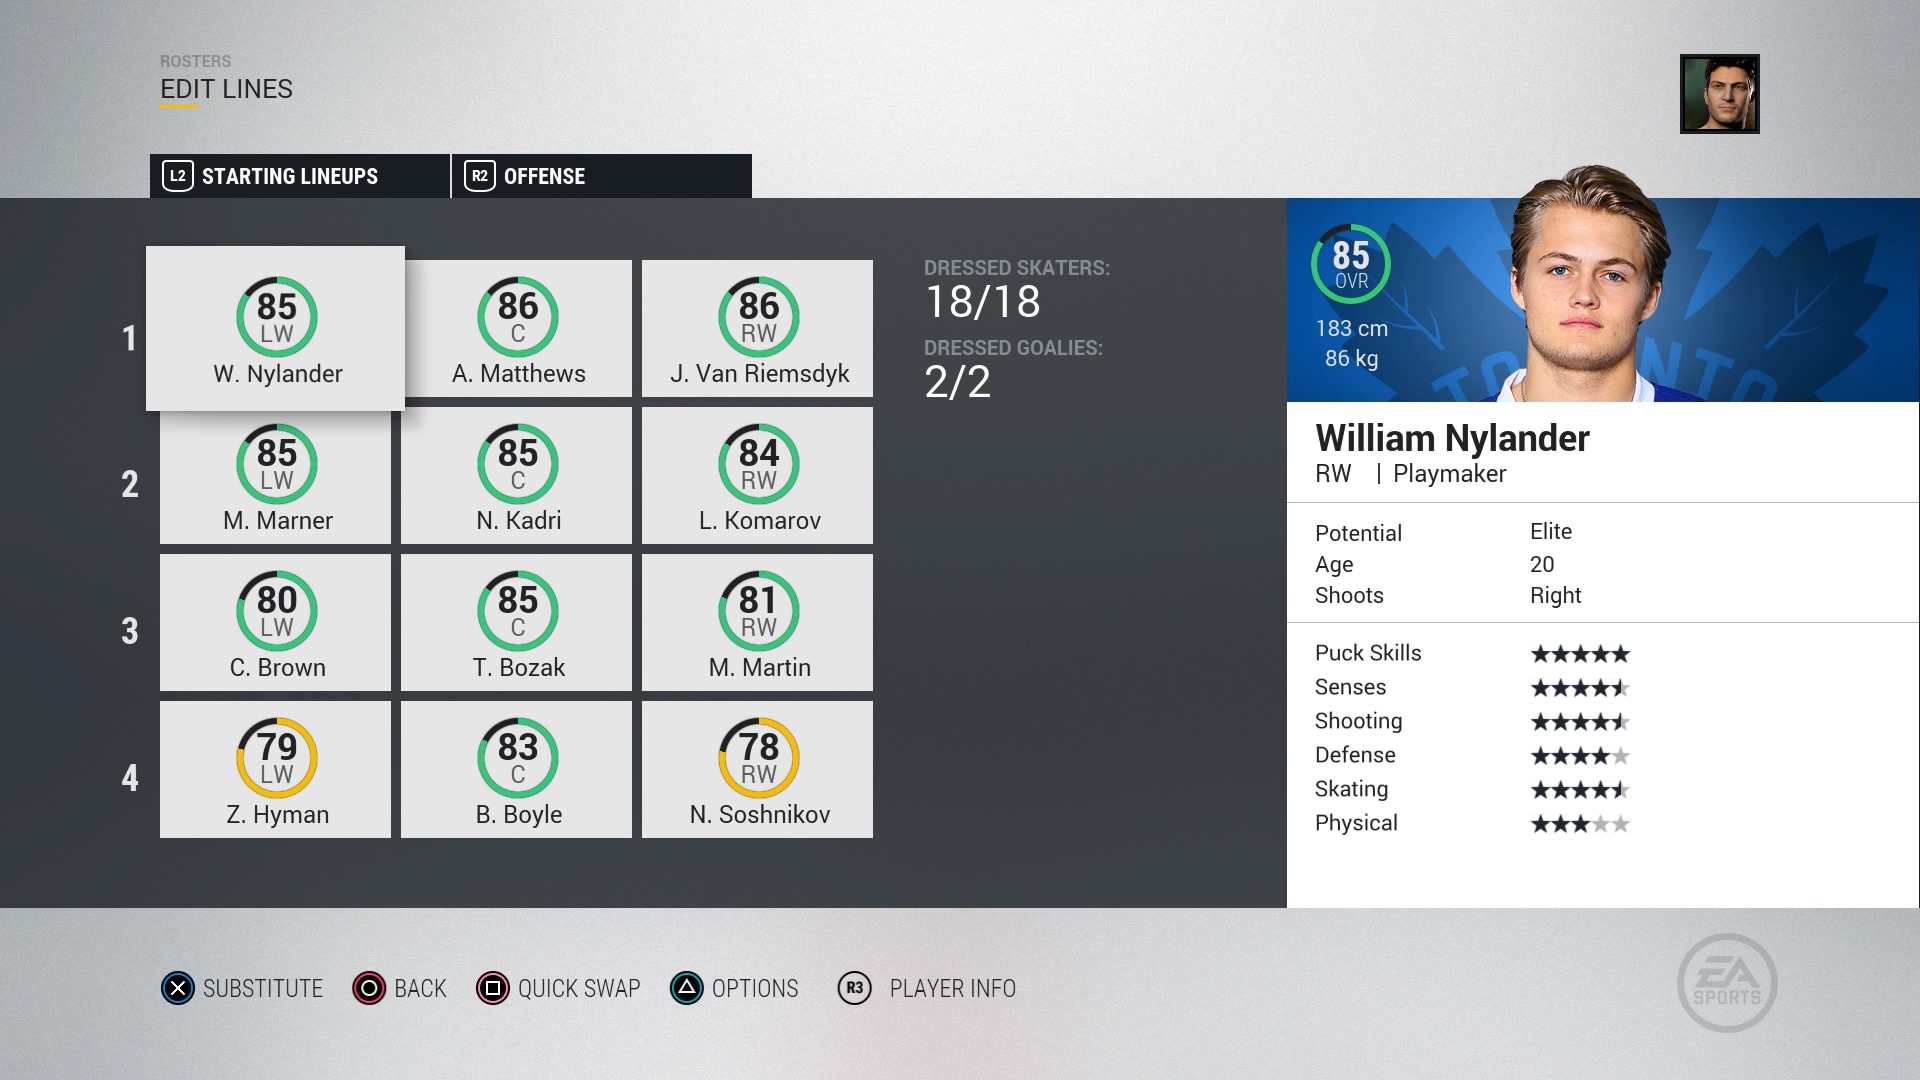 ROSTERS
EDIT LINES
L2 STARTING LINEUPS
R2 OFFENSE
1
85
LW
W. Nylander
86
C
A. Matthews
86
RW
J. Van Riemsdyk
2
85
LW
M. Marner
85
C
N. Kadri
84
RW
L. Komarov
3
80
LW
C. Brown
85
C
T. Bozak
81
RW
M. Martin
4
79
LW
Z. Hyman
83
C
B. Boyle
78
RW
N. Soshnikov
DRESSED SKATERS:
18/18
DRESSED GOALIES:
2/2
85
OVR
183 cm
86 kg
William Nylander
RW | Playmaker
Potential Elite
Age 20
Shoots Right
Puck Skills
Senses
Shooting
Defense
Skating
Physical
SUBSTITUTE BACK QUICK SWAP OPTIONS R3 PLAYER INFO
EA
SPORTS